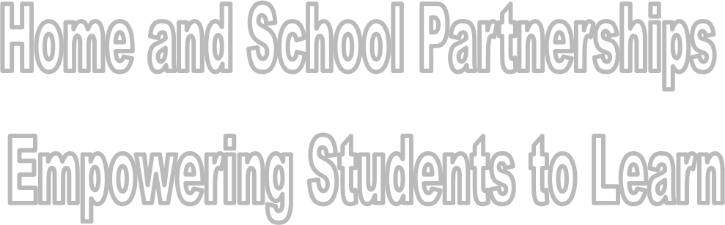 Home and School Partnerships
Empowering Students to Learn